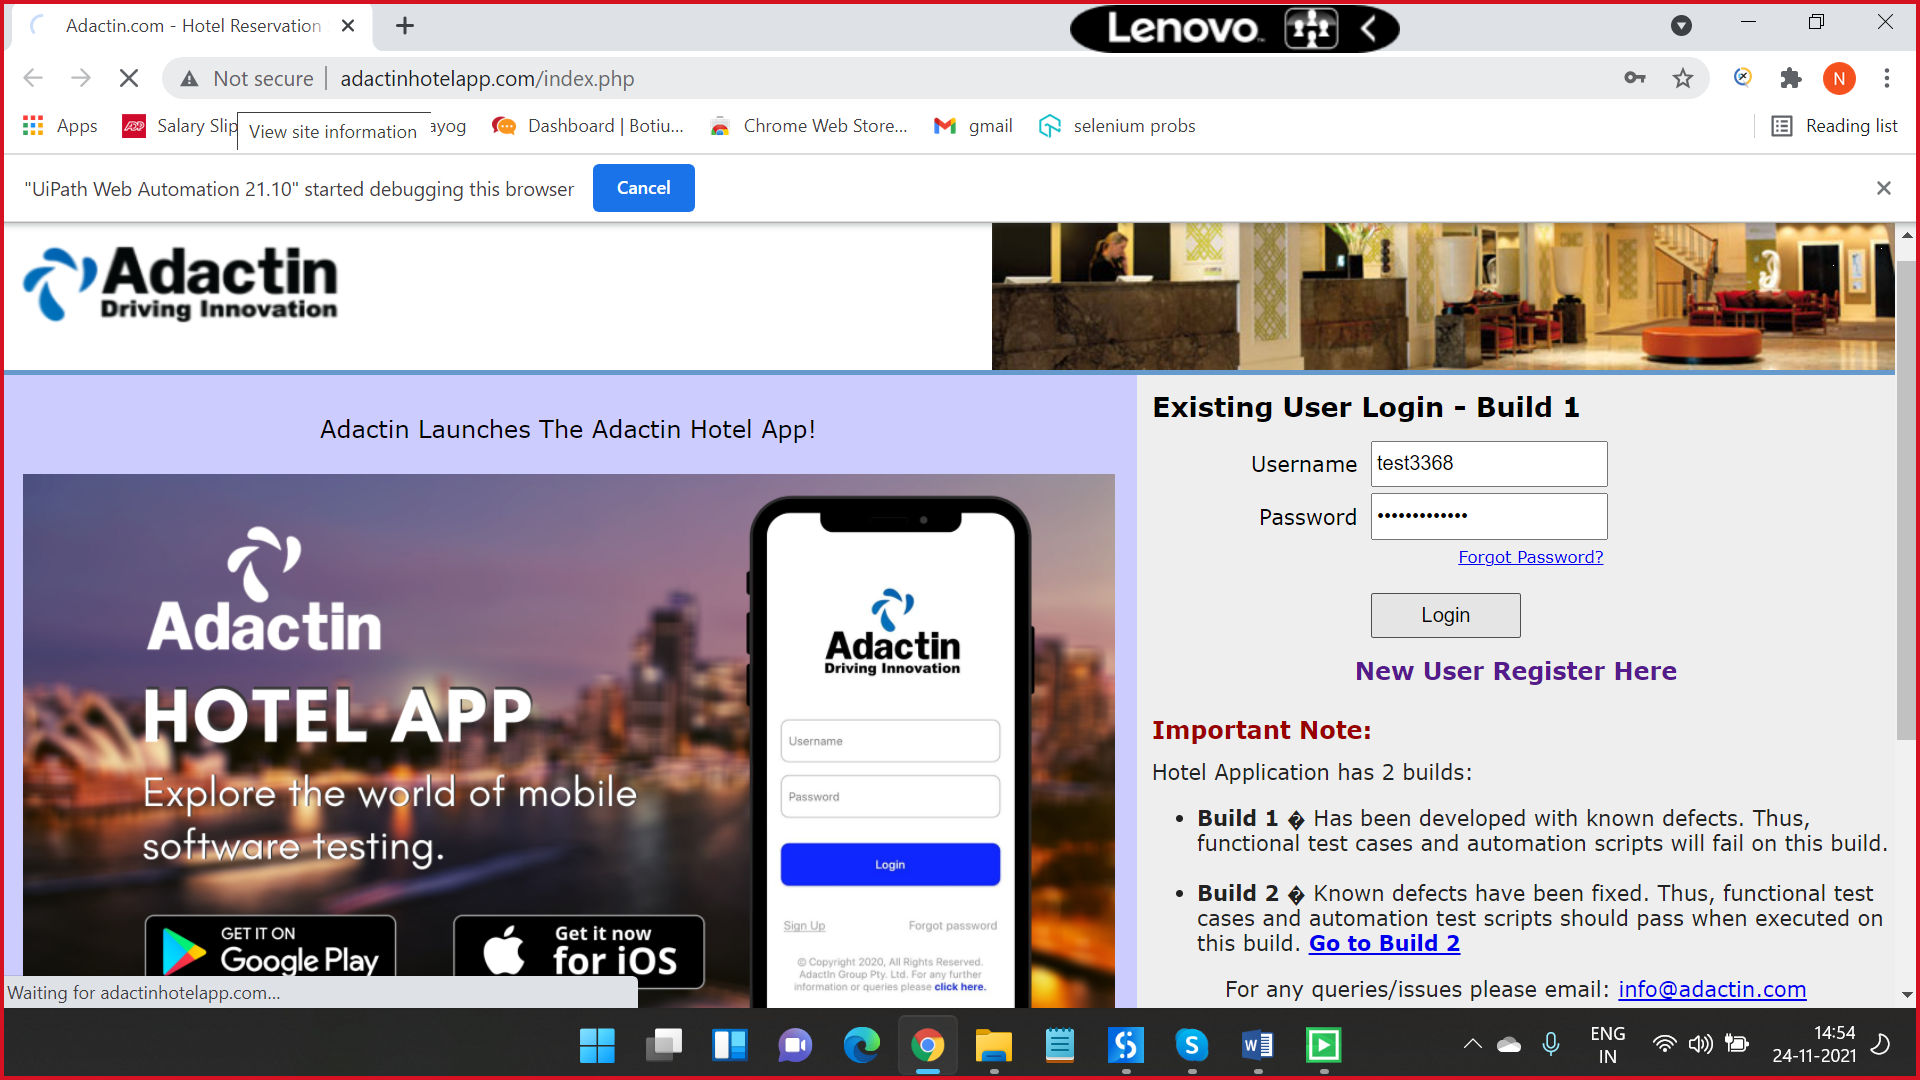 Adactin.com - Hotel Reservation
Lenovo
Not secure
adactinhotelapp.com/index.php
N
Apps
Salary Slip
View site information
ayog
Dashboard | Botiu...
Chrome Web Store...
gmail
selenium probs
Reading list
"UiPath Web Automation 21.10" started debugging this browser
Cancel
Adactin
Driving Innovation
Adactin Launches The Adactin Hotel App!
Adactin
HOTEL APP
Explore the world of mobile
software testing.
GET IT ON
Google Play
Get it now
for iOS
Adactin
Driving Innovation
Username
Password
Login
Sign Up
Forgot password
© Copyright 2020, All Rights Reserved.
AdactIn Group Pty. Ltd. For any further
information or queries please click here.
Existing User Login - Build 1
Username
test3368
Password
Forgot Password?
Login
New User Register Here
Important Note:
Hotel Application has 2 builds:
• Build 1 � Has been developed with known defects. Thus,
functional test cases and automation scripts will fail on this build.
• Build 2 � Known defects have been fixed. Thus, functional test
cases and automation test scripts should pass when executed on
this build. Go to Build 2
For any queries/issues please email: info@adactin.com
Waiting for adactinhotelapp.com...
ENG
IN
14:54
24-11-2021